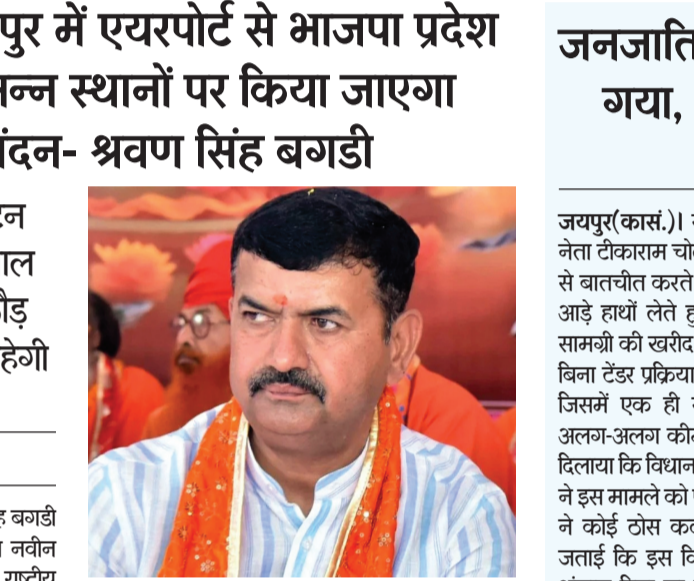 पुर में एयरपोर्ट से भाजपा प्रदेश
स्थानों पर किया जाएगा
श्रवण सिंह बगडी
हेगी
बगडी
नवीन
जनजाति
गया,
जयपुर(कासं.)।
नेता टीकाराम
से बातचीत करते
आड़े हाथों लेते
सामग्री की खरीद
बिना टेंडर प्रक्रिया
जिसमें एक ही
अलग-अलग
दिलाया कि विधान
ने इस मामले को
ने कोई ठोस
जताई कि इस